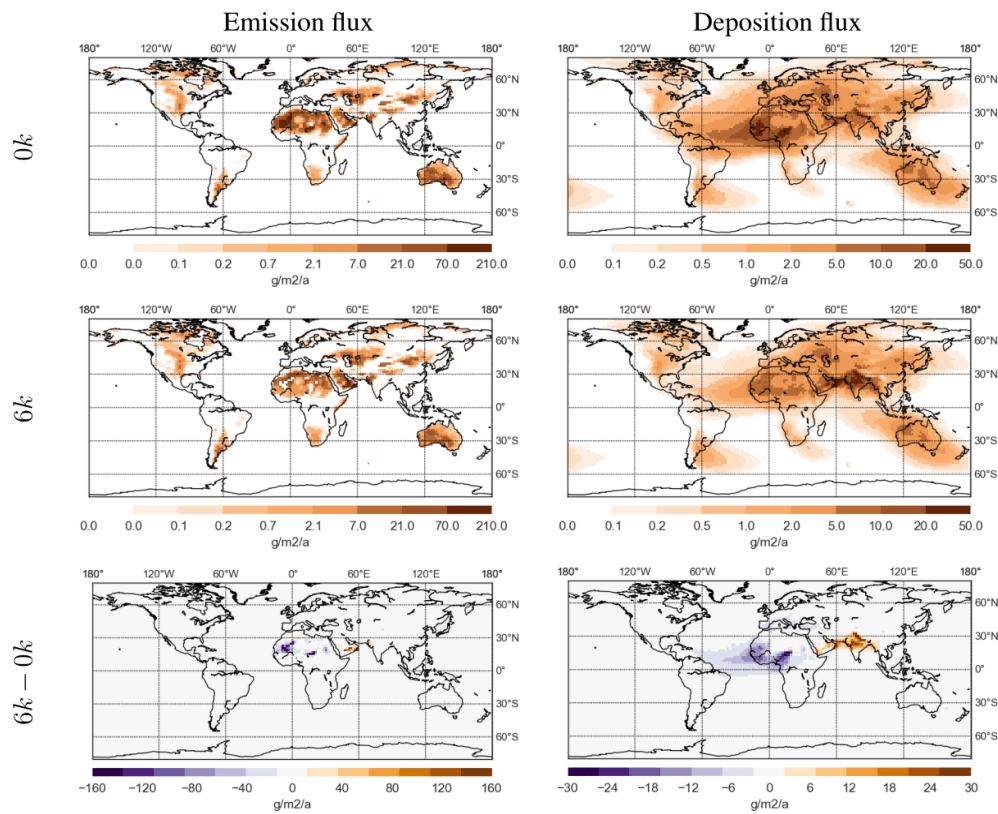 Emission flux Deposition flux
180° 120°W 60°W 0° 60°E 120°E 180° 180° 120°W 60°W 0° 60°E 120°E 180°
0k
60°N 60°N
30°N 30°N
0° 0°
30°S 30°S
60°S 60°S
0.0 0.0 0.1 0.2 0.7 2.1 7.0 21.0 70.0 210.0 0.0 0.1 0.2 0.5 1.0 2.0 5.0 10.0 20.0 50.0
g/m2/a g/m2/a
180° 120°W 60°W 0° 60°E 120°E 180° 180° 120°W 60°W 0° 60°E 120°E 180°
6k
60°N 60°N
30°N 30°N
0° 0°
30°S 30°S
60°S 60°S
0.0 0.0 0.1 0.2 0.7 2.1 7.0 21.0 70.0 210.0 0.0 0.1 0.2 0.5 1.0 2.0 5.0 10.0 20.0 50.0
g/m2/a g/m2/a
180° 120°W 60°W 0° 60°E 120°E 180° 180° 120°W 60°W 0° 60°E 120°E 180°
6k − 0k
60°N 60°N
30°N 30°N
0° 0°
30°S 30°S
60°S 60°S
−160 −120 −80 −40 0 40 80 120 160 −30 −24 −18 −12 −6 0 6 12 18 24 30
g/m2/a g/m2/a